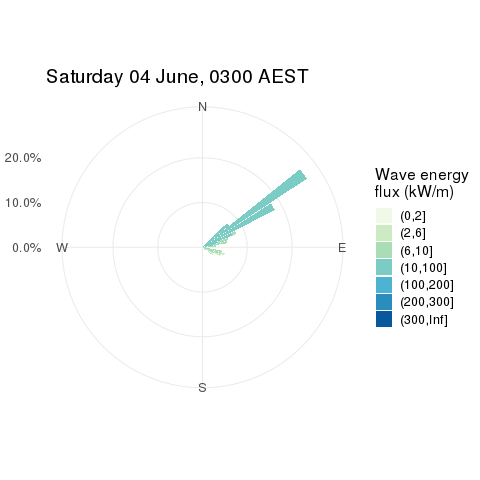 Saturday 04 June, 0300 AEST
N
20.0%
10.0%
0.0%
W
E
S
Wave energy
flux (kW/m)
(0,2]
(2,6]
(6,10]
(10,100]
(100,200]
(200,300]
(300,Inf]